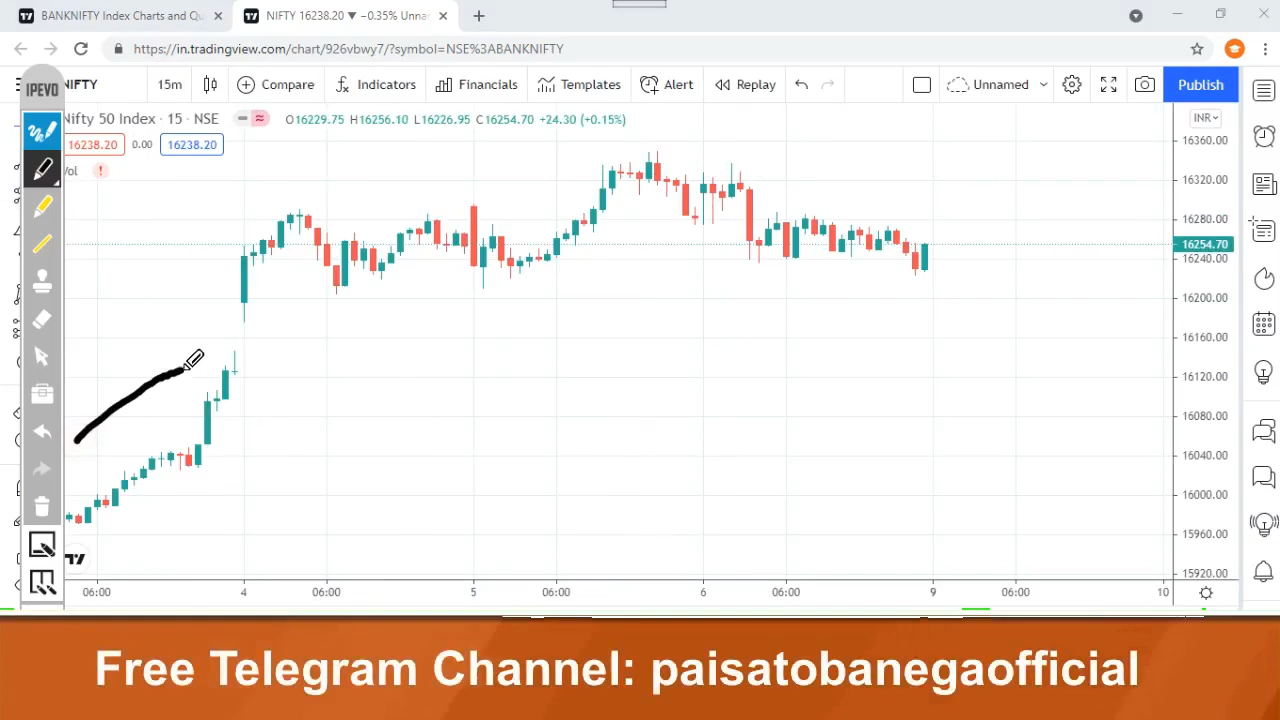 BANKNIFTY Index Charts and Qu
NIFTY 16238.20 ▼ −0.35% Unnar
https://in.tradingview.com/chart/926vbwy7/?symbol=NSE%3ABANKNIFTY
NIFTY 15m Compare Indicators Financials Templates Alert Replay Unnamed Publish
IPEVO
Nifty 50 Index · 15 · NSE O16229.75 H16256.10 L16226.95 C16254.70 +24.30 (+0.15%)
INR
16238.20 0.00 16238.20
Vol
16360.00
16320.00
16280.00
16254.70
16240.00
16200.00
16160.00
16120.00
16080.00
16040.00
16000.00
15960.00
15920.00
06:00 4 06:00 5 06:00 6 06:00 9 06:00 10
Free Telegram Channel: paisatobanegaofficial